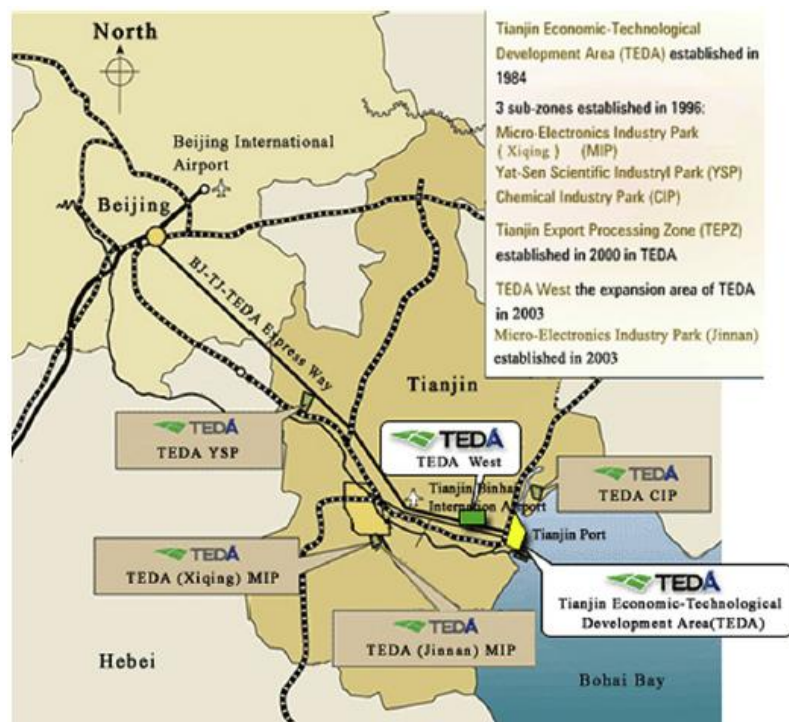 North
Beijing International
Airport
Beijing
BJ-TJ-TEDA Express Way
Tianjin Economic-Technological
Development Area (TEDA) established in
1984
3 sub-zones established in 1996:
Micro-Electronics Industry Park
( Xiqing ) (MIP)
Yat-Sen Scientific Industryl Park (YSP)
Chemical Industry Park (CIP)
Tianjin Export Processing Zone (TEPZ)
established in 2000 in TEDA
TEDA West the expansion area of TEDA
in 2003
Micro-Electronics Industry Park (Jinnan)
established in 2003
Tianjin
TEDA
TEDA YSP
TEDA
TEDA West
TEDA
TEDA CIP
Tianjin Binhai
Internation Airport
Tianjin Port
TEDA
TEDA (Xiqing) MIP
TEDA
Tianjin Economic-Technological
Development Area(TEDA)
TEDA
TEDA (Jinnan) MIP
Hebei
Bohai Bay